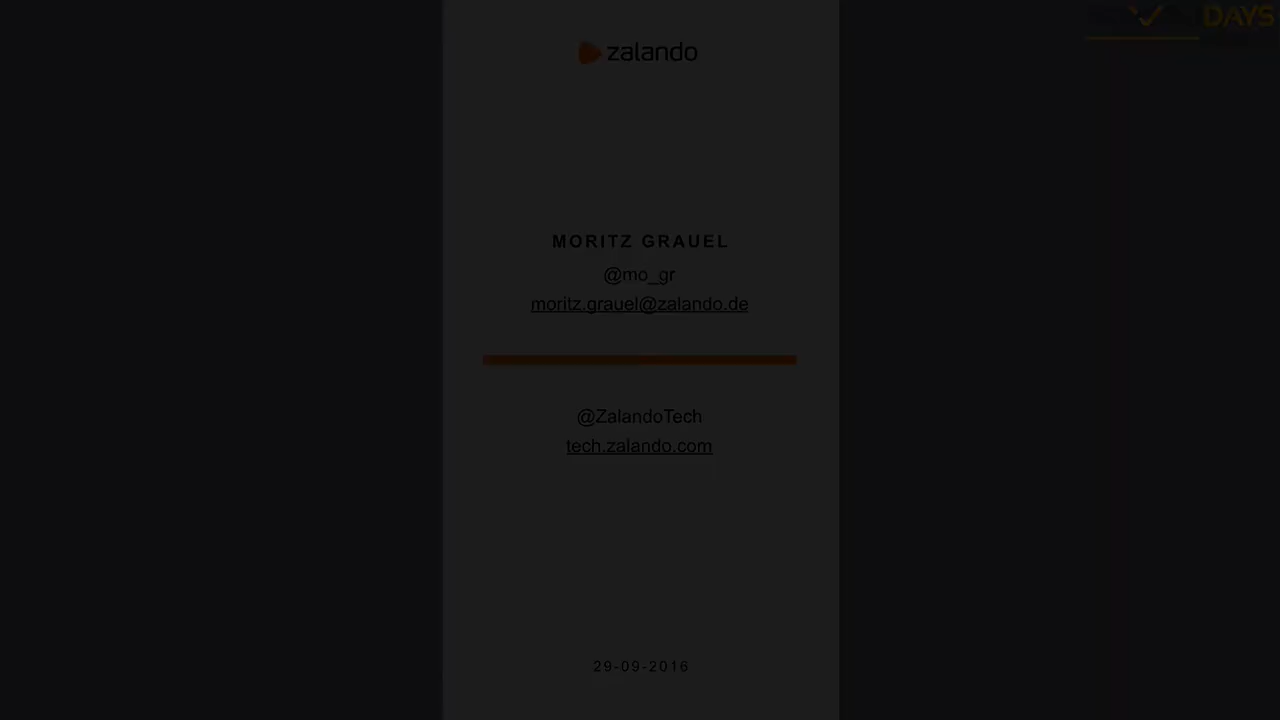 DAYS
zalando
MORITZ GRAUEL
@mo_gr
moritz.grauel@zalando.de
@ZalandoTech
tech.zalando.com
29-09-2016